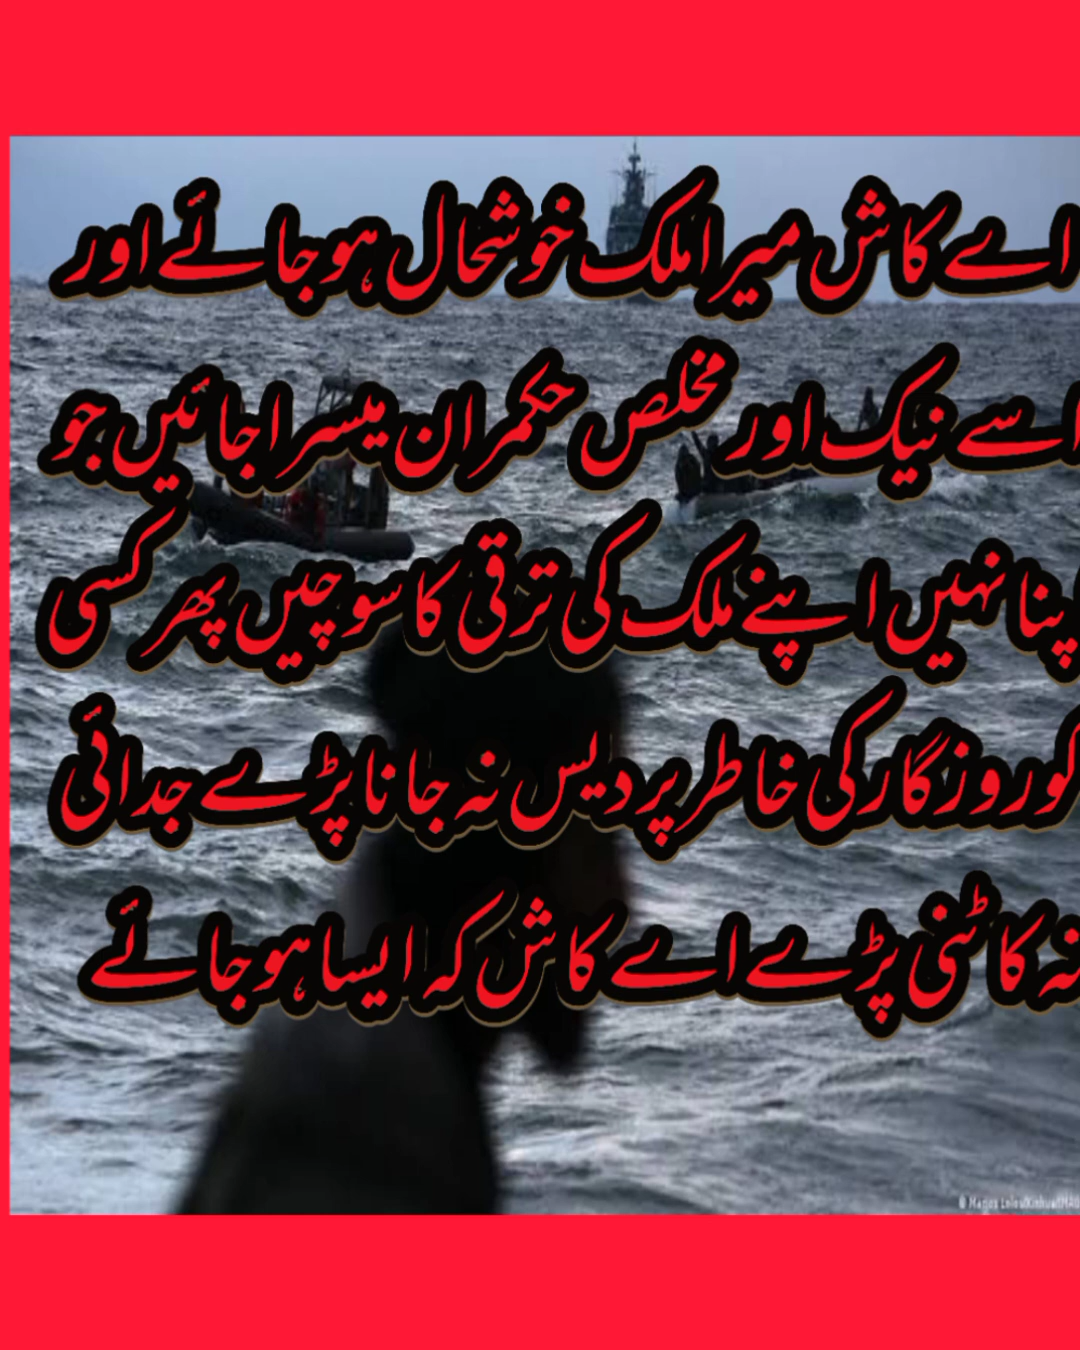 اے کاش میرا ملک خوشحال ہو جائے اور
اسے نیک اور مخلص حکمران میسر اجائیں جو
پنا نہیں اپنے ملک کی ترقی کا سوچیں پھر کسی
کو روزگار کی خاطر پردیس نہ جانا پڑے جدائی
نہ کاٹنی پڑے اے کاش کہ ایسا ہو جائے